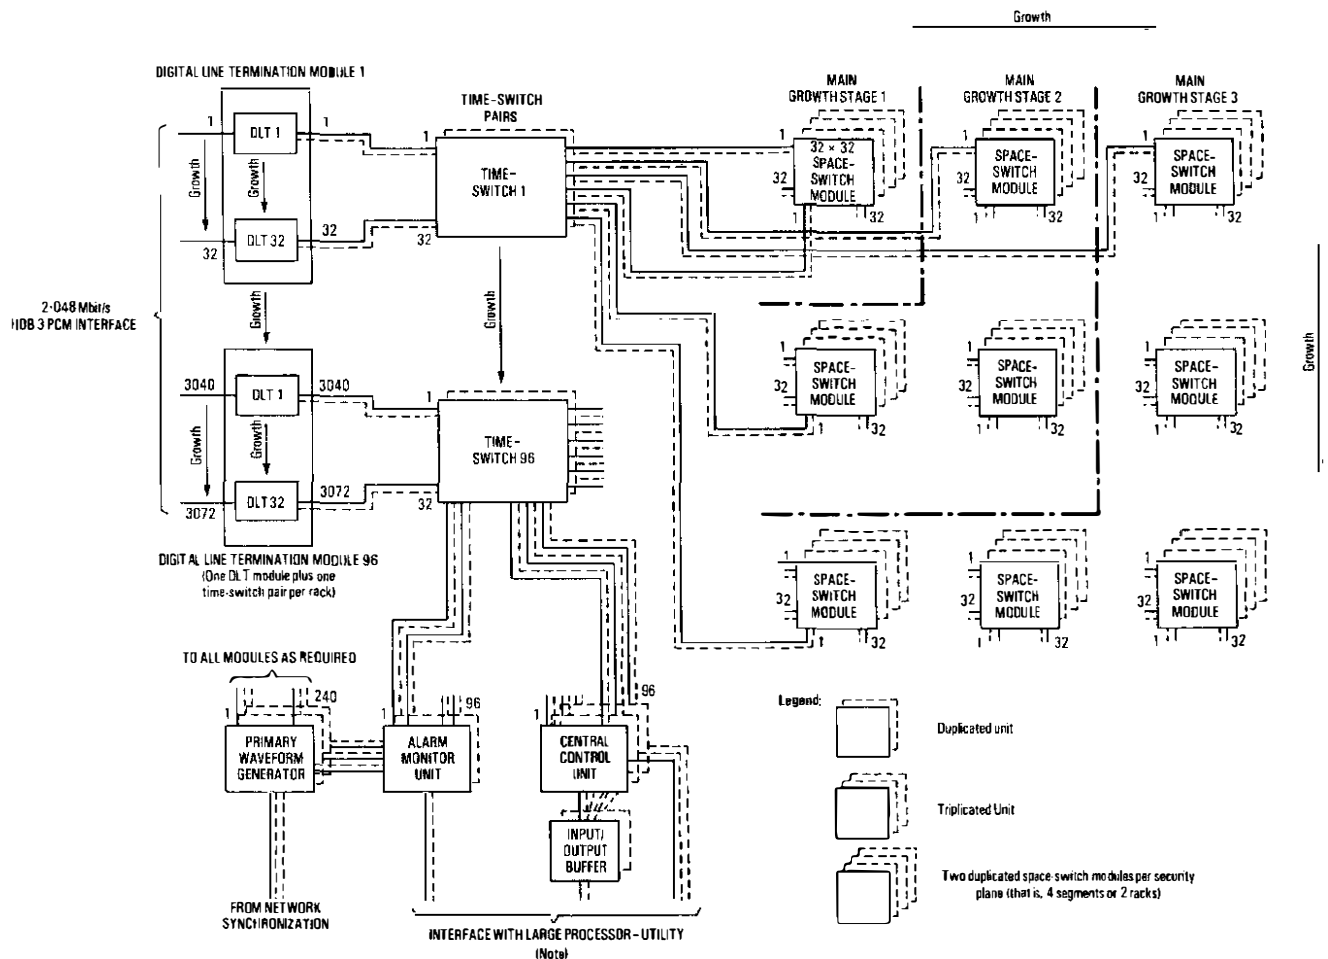 Growth
DIGITAL LINE TERMINATION MODULE 1
TIME-SWITCH
PAIRS
MAIN
GROWTH STAGE 1
MAIN
GROWTH STAGE 2
MAIN
GROWTH STAGE 3
1
DLT 1
1
1
TIME-
SWITCH 1
1
32 × 32
SPACE-
SWITCH
MODULE
32
1
32
1
SPACE-
SWITCH
MODULE
32
1
32
1
SPACE-
SWITCH
MODULE
32
1
32
Growth
Growth
32
DLT 32
32
32
2·048 Mbit/s
HDB 3 PCM INTERFACE
Growth
Growth
Growth
3040
DLT 1
3040
1
TIME-
SWITCH 96
1
SPACE-
SWITCH
MODULE
32
1
32
1
SPACE-
SWITCH
MODULE
32
1
32
1
SPACE-
SWITCH
MODULE
32
1
32
Growth
Growth
3072
DLT 32
3072
32
DIGITAL LINE TERMINATION MODULE 96
(One DLT module plus one
time-switch pair per rack)
1
SPACE-
SWITCH
MODULE
32
1
32
1
SPACE-
SWITCH
MODULE
32
1
32
1
SPACE-
SWITCH
MODULE
32
1
32
TO ALL MODULES AS REQUIRED
240
1
PRIMARY
WAVEFORM
GENERATOR
1
96
ALARM
MONITOR
UNIT
1
96
CENTRAL
CONTROL
UNIT
INPUT/
OUTPUT
BUFFER
FROM NETWORK
SYNCHRONIZATION
INTERFACE WITH LARGE PROCESSOR-UTILITY
(Note)
Legend:
Duplicated unit
Triplicated Unit
Two duplicated space-switch modules per security
plane (that is, 4 segments or 2 racks)